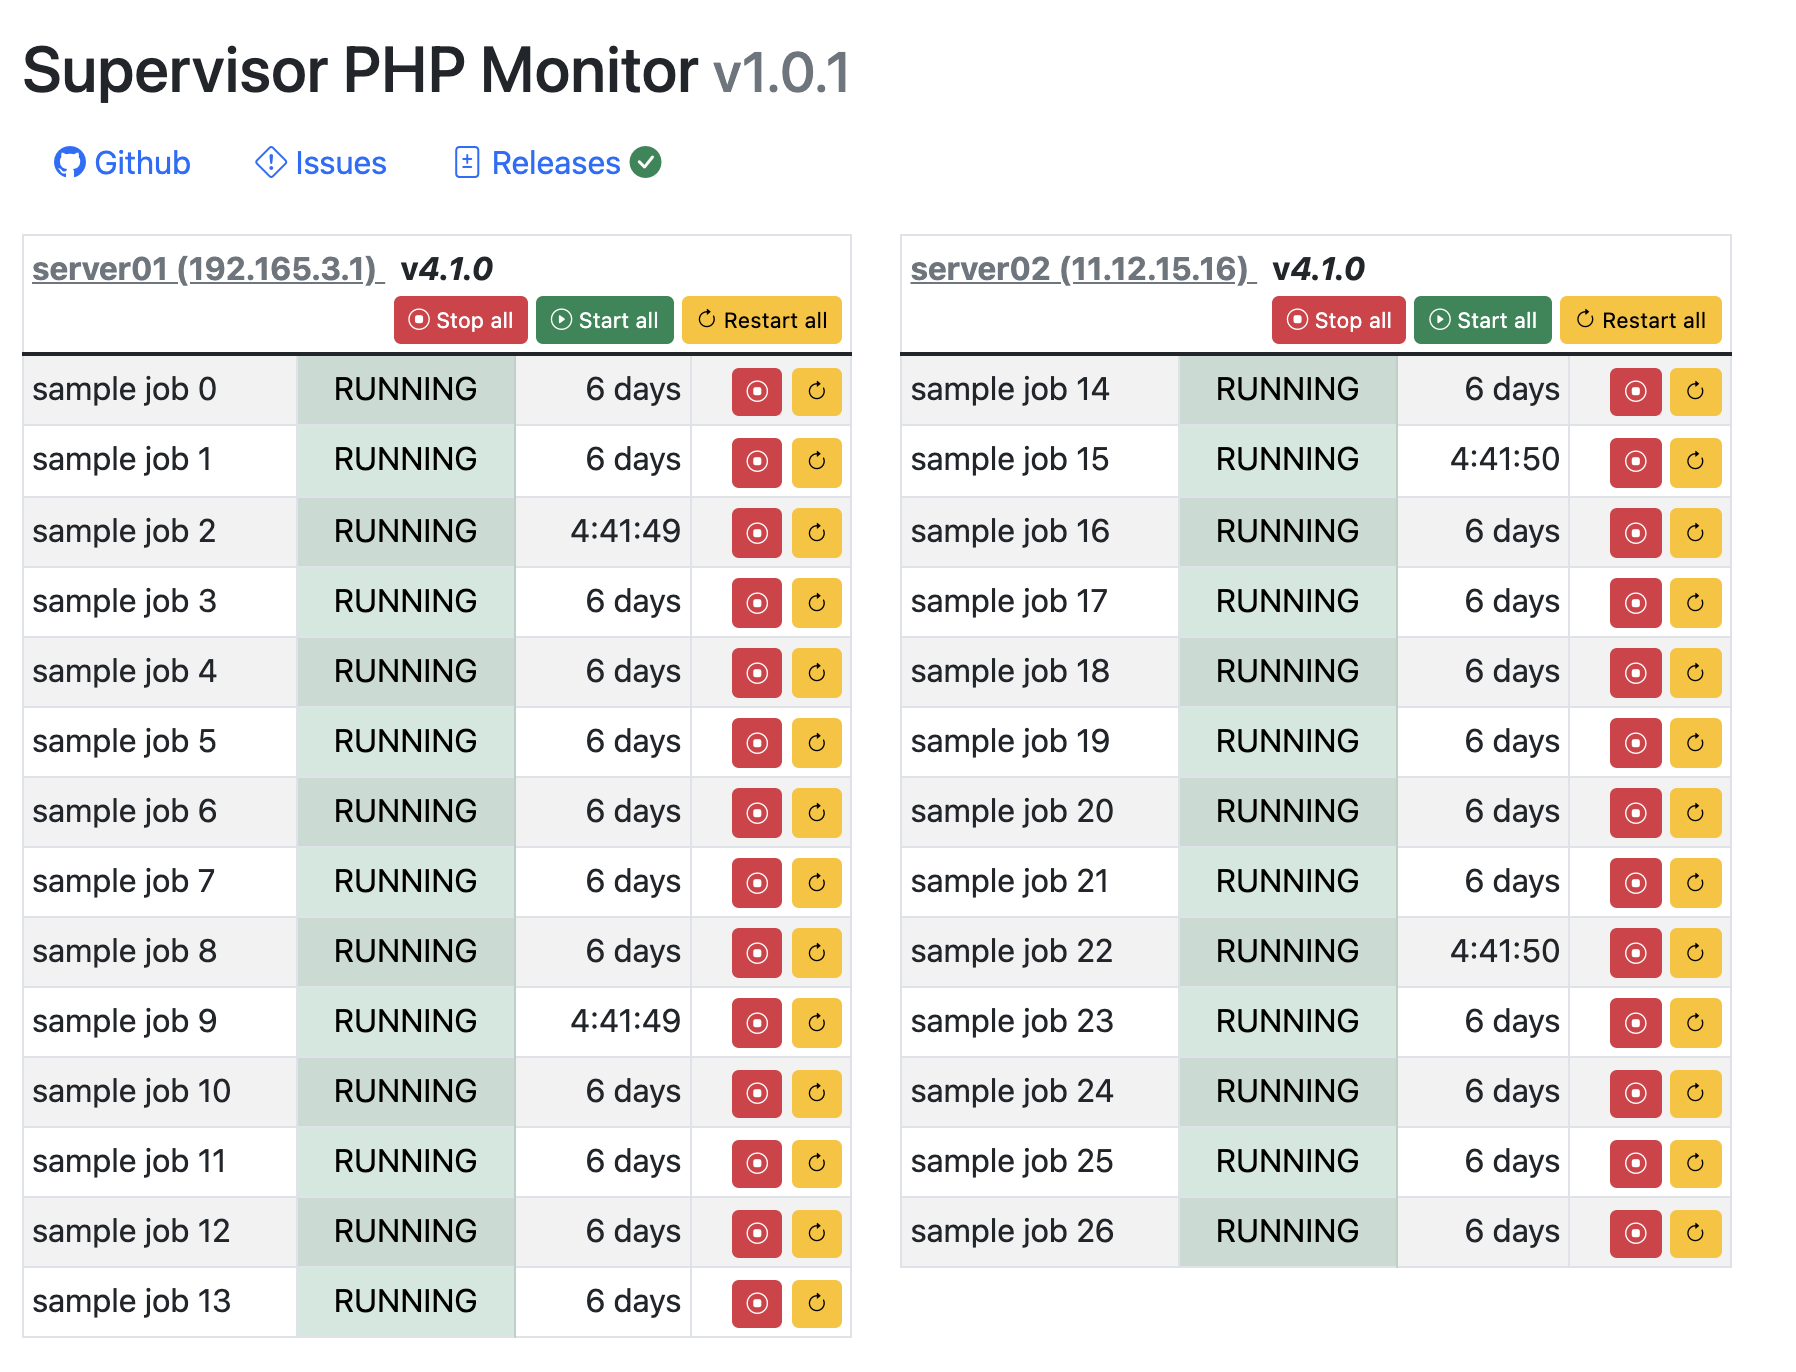 Supervisor PHP Monitor v1.0.1
Github Issues Releases
server01 (192.165.3.1) v4.1.0
Stop all Start all Restart all
sample job 0 RUNNING 6 days
sample job 1 RUNNING 6 days
sample job 2 RUNNING 4:41:49
sample job 3 RUNNING 6 days
sample job 4 RUNNING 6 days
sample job 5 RUNNING 6 days
sample job 6 RUNNING 6 days
sample job 7 RUNNING 6 days
sample job 8 RUNNING 6 days
sample job 9 RUNNING 4:41:49
sample job 10 RUNNING 6 days
sample job 11 RUNNING 6 days
sample job 12 RUNNING 6 days
sample job 13 RUNNING 6 days
server02 (11.12.15.16) v4.1.0
Stop all Start all Restart all
sample job 14 RUNNING 6 days
sample job 15 RUNNING 4:41:50
sample job 16 RUNNING 6 days
sample job 17 RUNNING 6 days
sample job 18 RUNNING 6 days
sample job 19 RUNNING 6 days
sample job 20 RUNNING 6 days
sample job 21 RUNNING 6 days
sample job 22 RUNNING 4:41:50
sample job 23 RUNNING 6 days
sample job 24 RUNNING 6 days
sample job 25 RUNNING 6 days
sample job 26 RUNNING 6 days